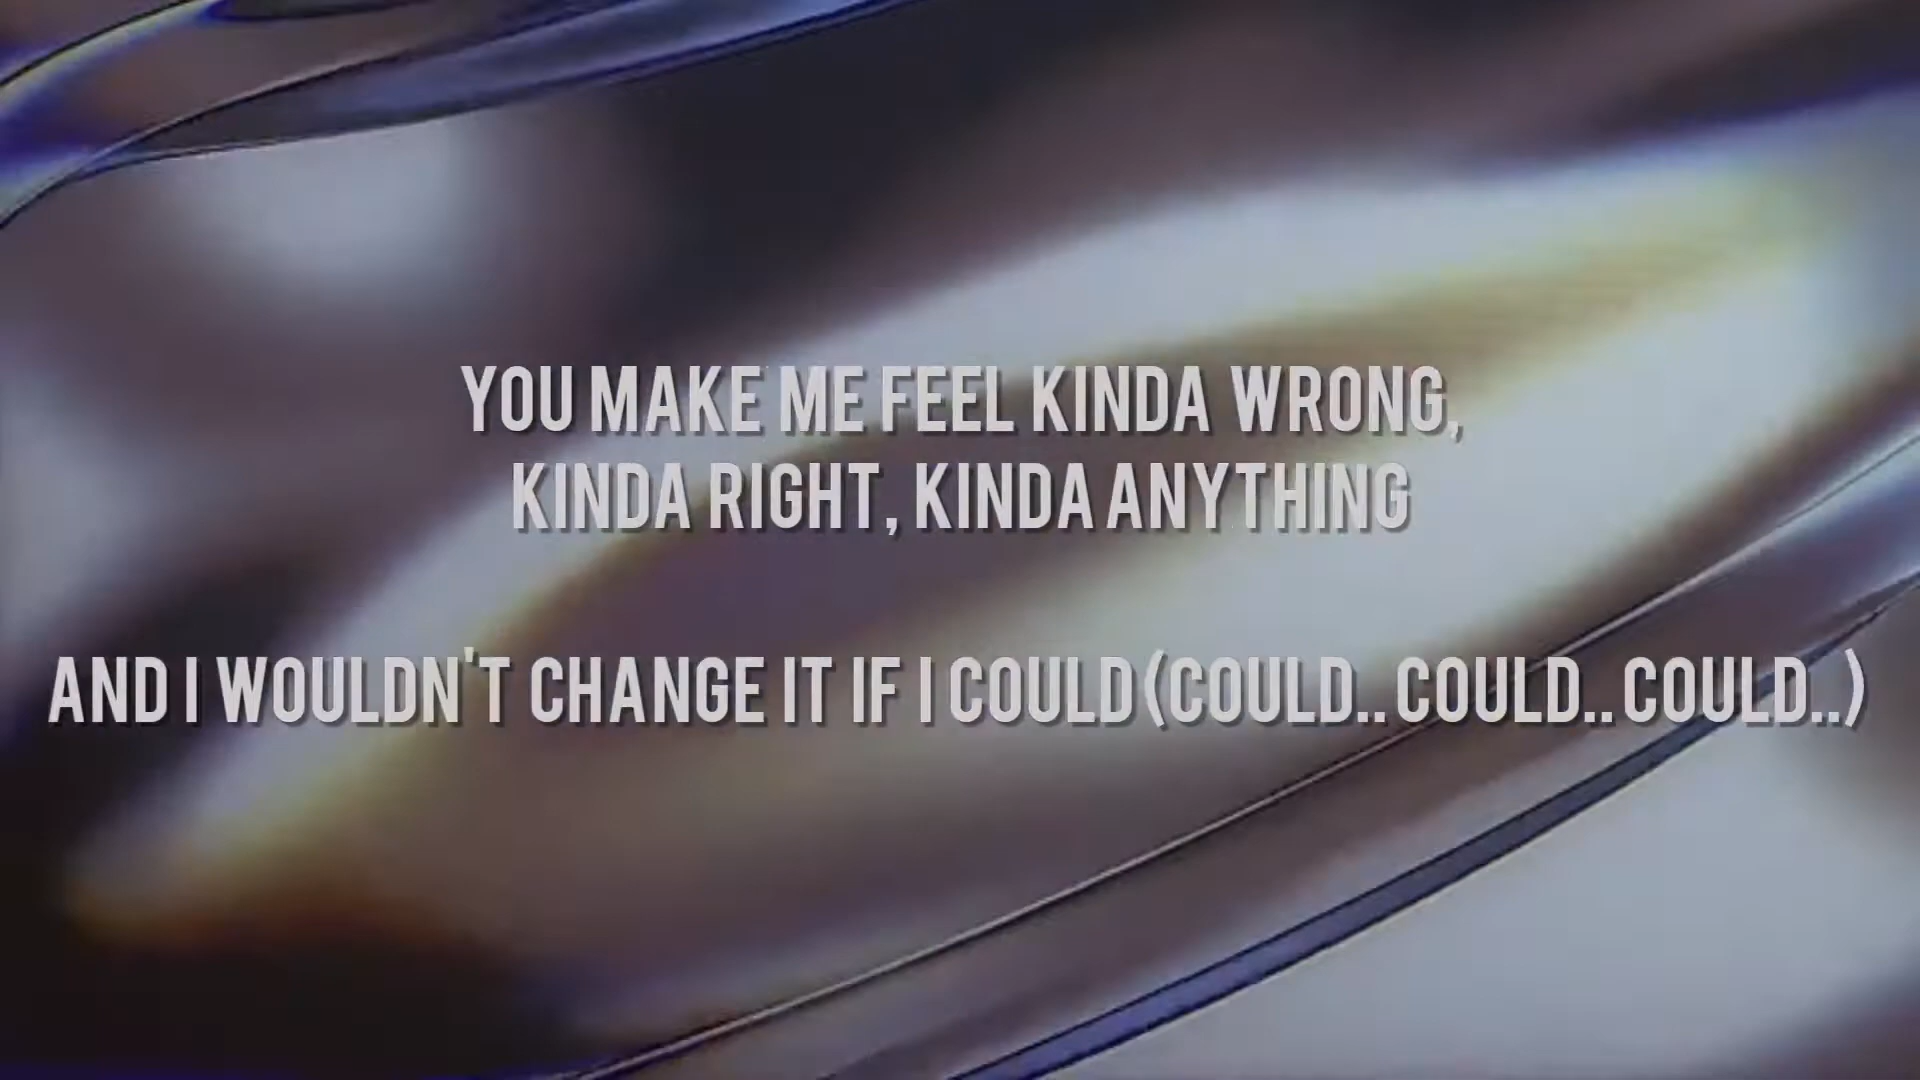 YOU MAKE ME FEEL KINDA WRONG,
KINDA RIGHT, KINDA ANYTHING
AND I WOULDN'T CHANGE IT IF I COULD (COULD.. COULD.. COULD..)